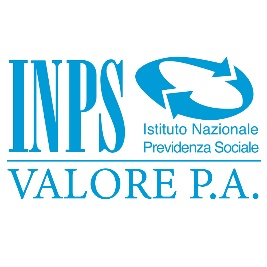 INPS
Istituto Nazionale
Previdenza Sociale
VALORE P.A.